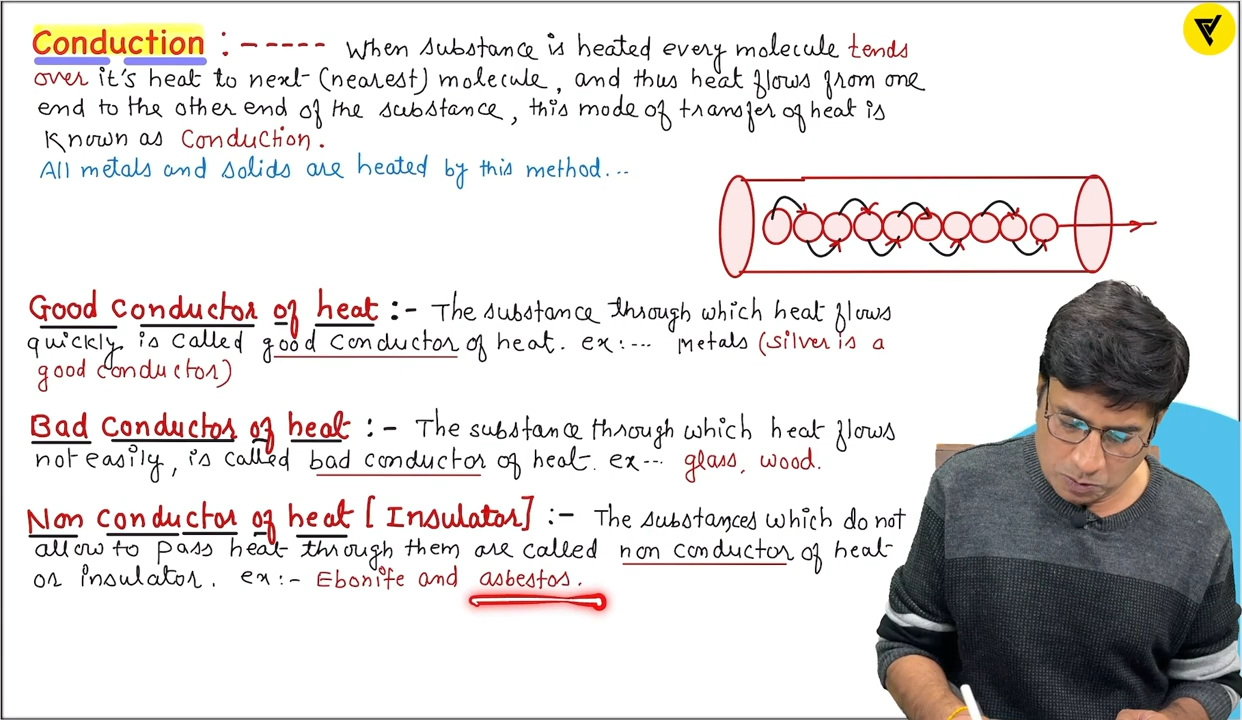 Conduction :----- When substance is heated every molecule tends
over it's heat to next (nearest) molecule, and thus heat flows from one
end to the other end of the substance, this mode of transfer of heat is
known as Conduction.
All metals and solids are heated by this method...
Good conductor of heat :- The substance through which heat flows
quickly. is called good conductor of heat. ex:--- Metals (silver is a
good conductor)
Bad conductor of heat :- The substance through which heat flows
not easily, is called bad conductor of heat. ex--- glass, wood.
Non conductor of heat [Insulator] :- The substances which do not
allow to pass heat through them are called non conductor of heat
or insulator. ex:- Ebonife and asbestos.